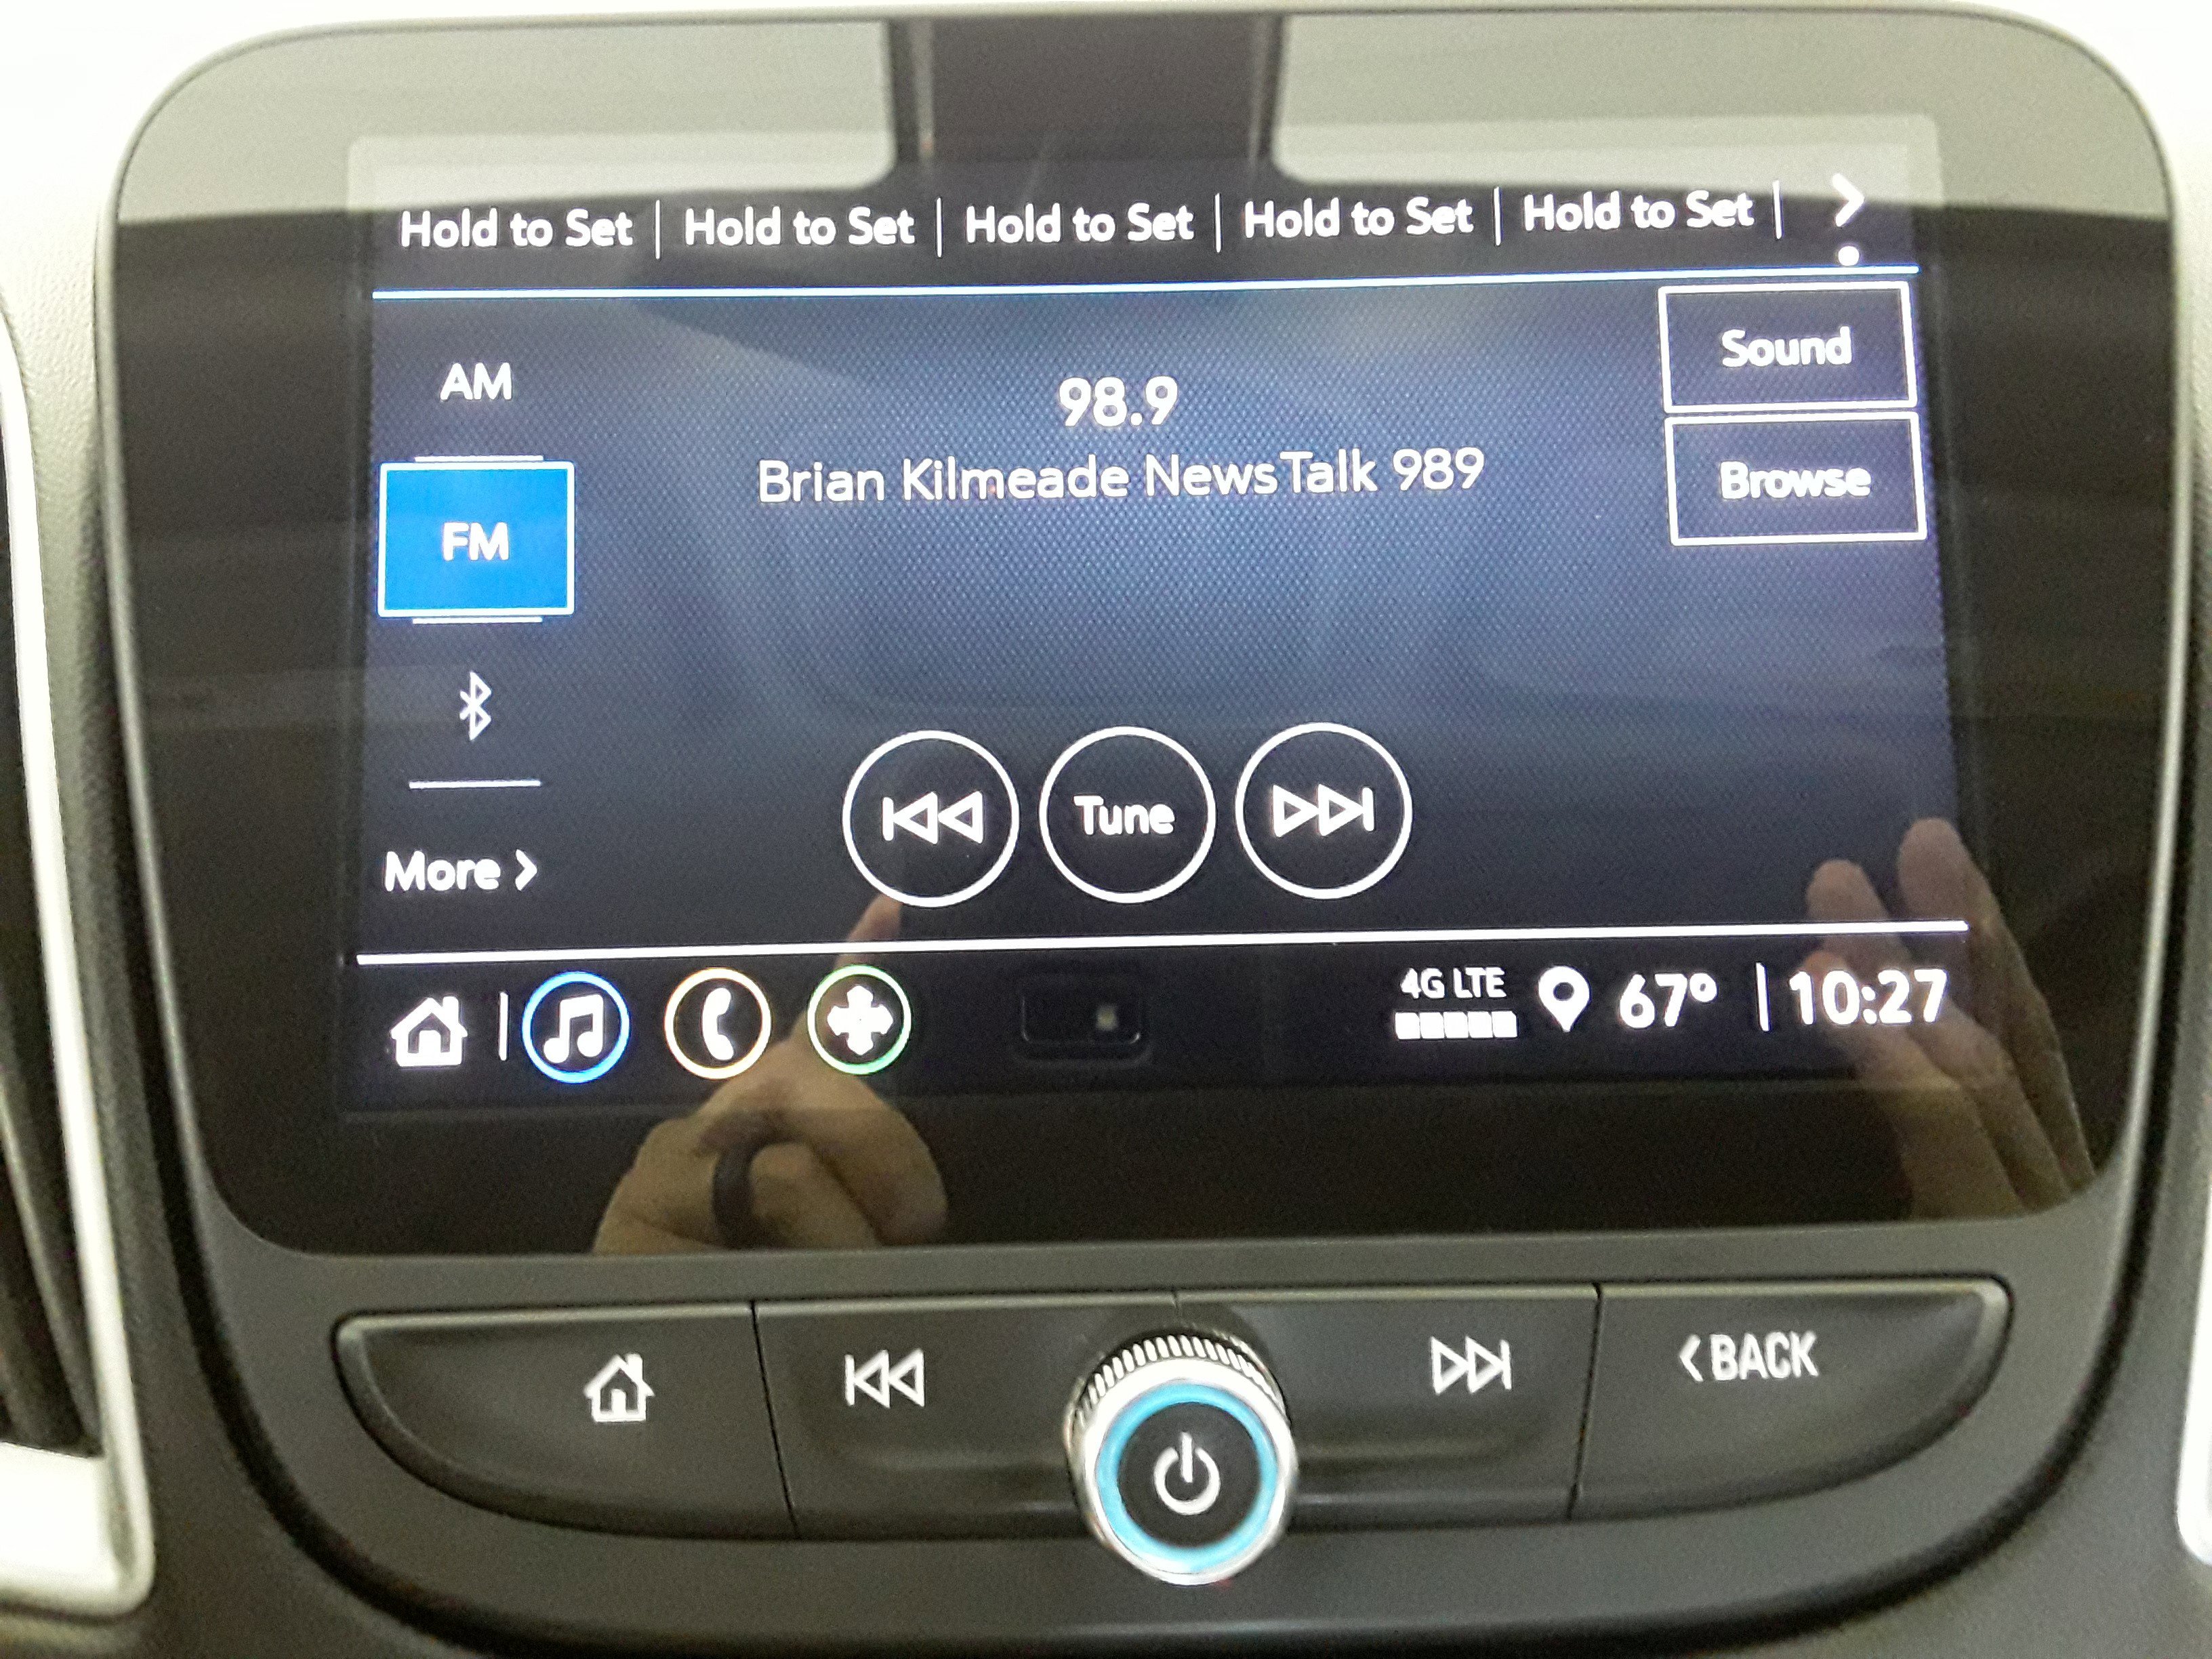 Hold to Set | Hold to Set | Hold to Set | Hold to Set | Hold to Set |
Sound
AM
98.9
Brian Kilmeade NewsTalk 989
Browse
FM
Tune
More >
4G LTE
67° | 10:27
<BACK